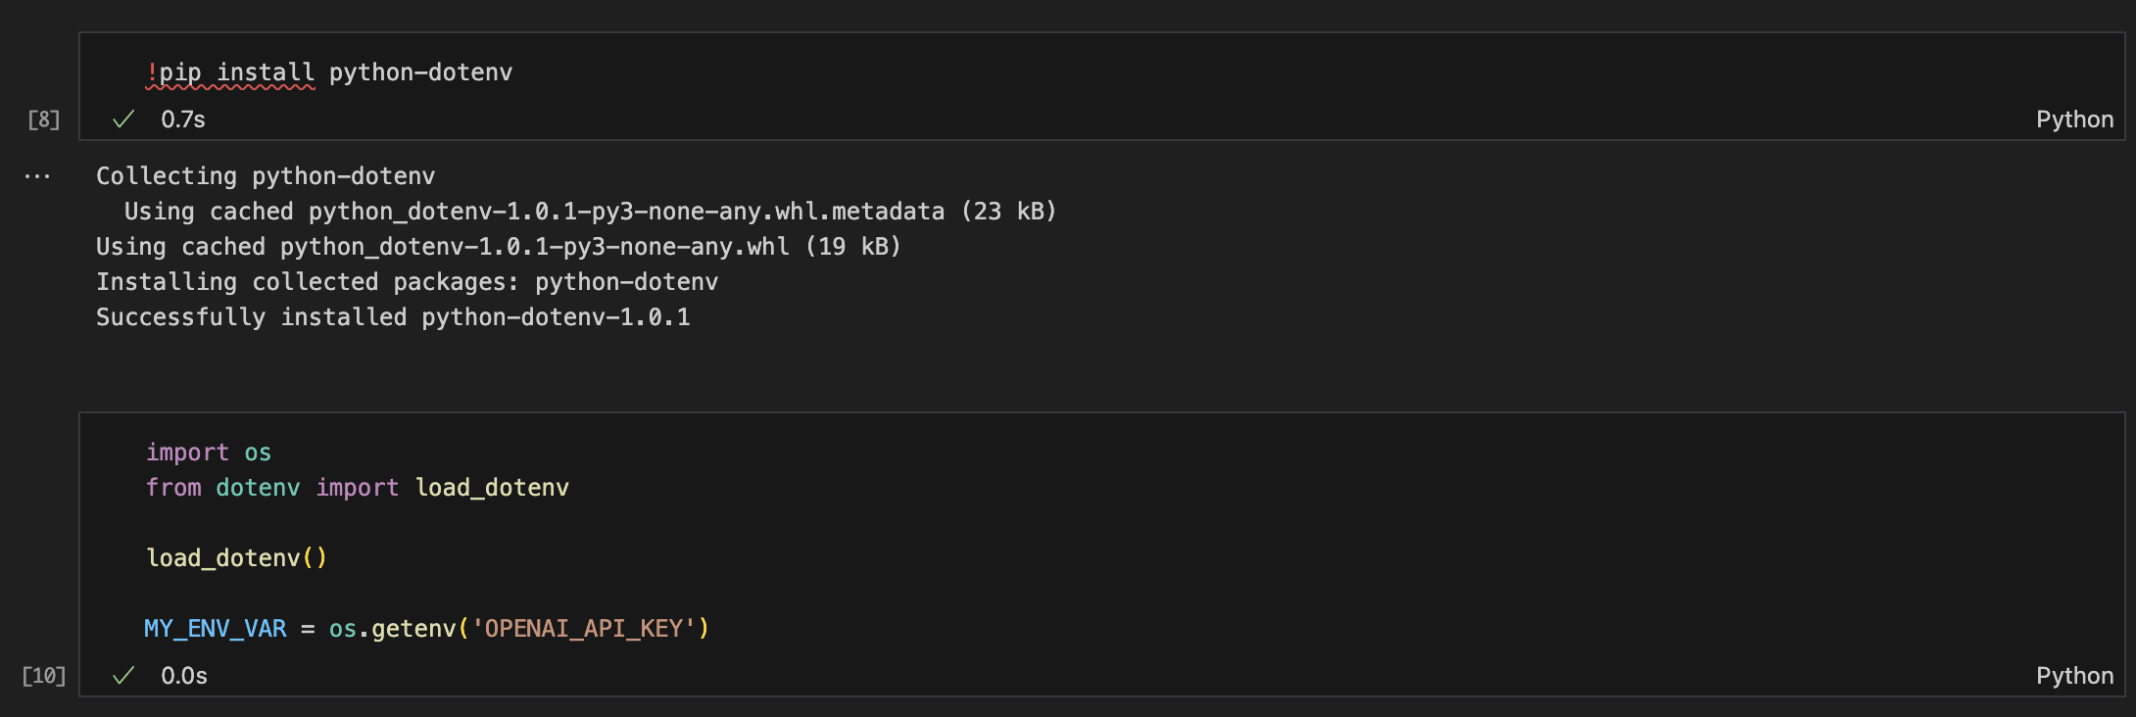 !pip install python-dotenv
[8]
0.7s
Python
...
Collecting python-dotenv
  Using cached python_dotenv-1.0.1-py3-none-any.whl.metadata (23 kB)
Using cached python_dotenv-1.0.1-py3-none-any.whl (19 kB)
Installing collected packages: python-dotenv
Successfully installed python-dotenv-1.0.1
import os
from dotenv import load_dotenv
load_dotenv()
MY_ENV_VAR = os.getenv('OPENAI_API_KEY')
[10]
0.0s
Python